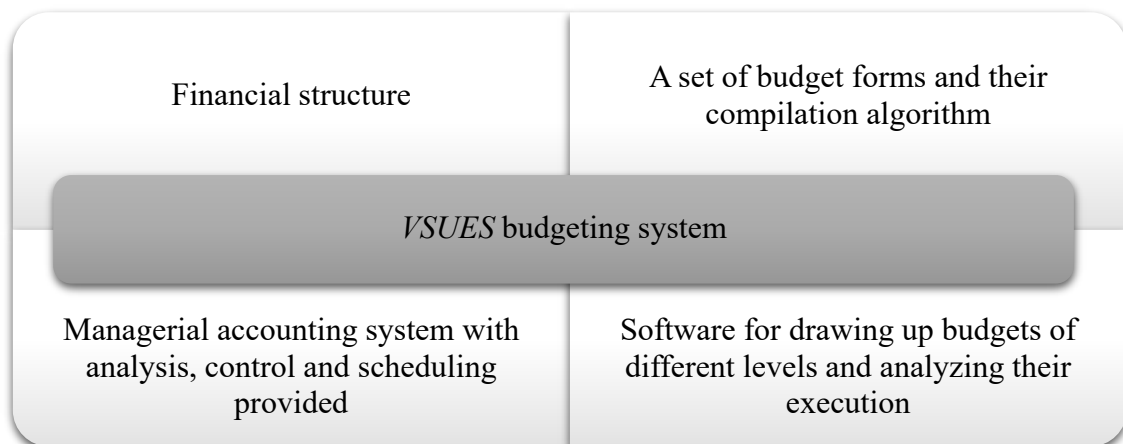 Financial structure
A set of budget forms and their
compilation algorithm
VSUES budgeting system
Managerial accounting system with
analysis, control and scheduling
provided
Software for drawing up budgets of
different levels and analyzing their
execution